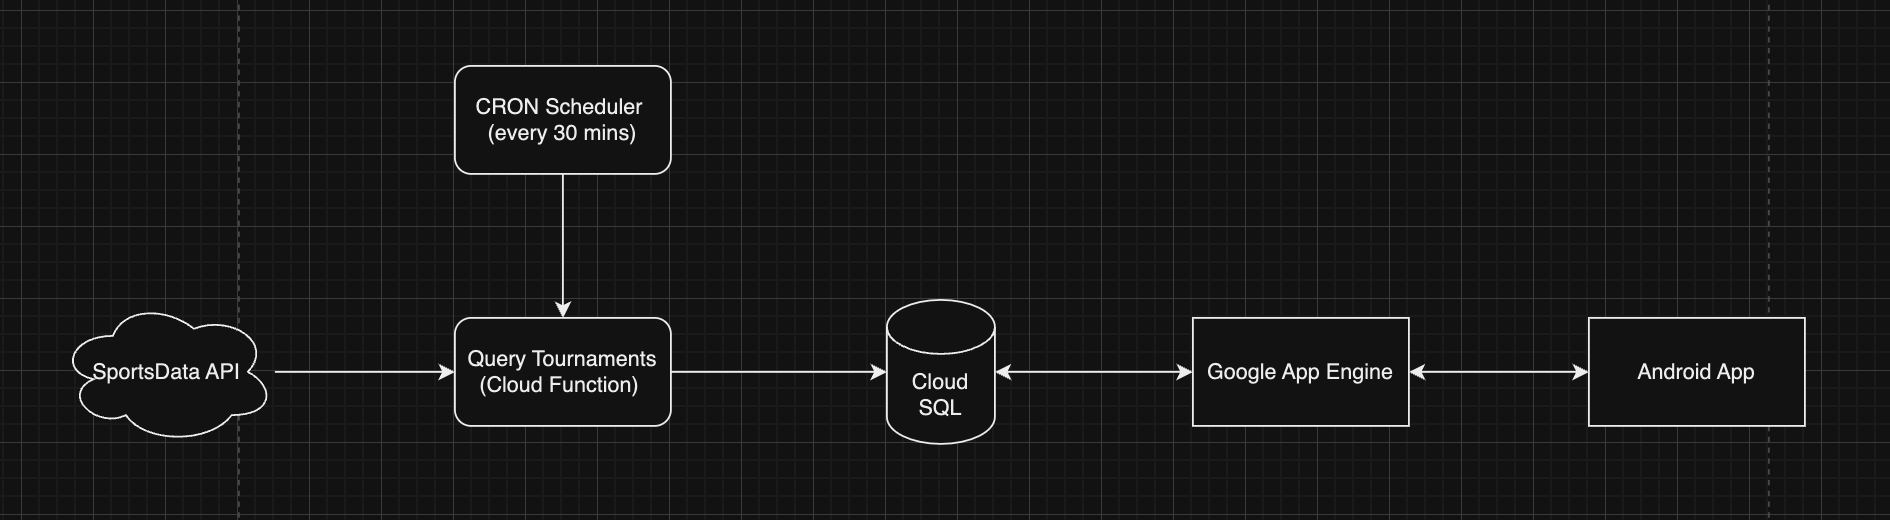 CRON Scheduler
(every 30 mins)
SportsData API
Query Tournaments
(Cloud Function)
Cloud
SQL
Google App Engine
Android App